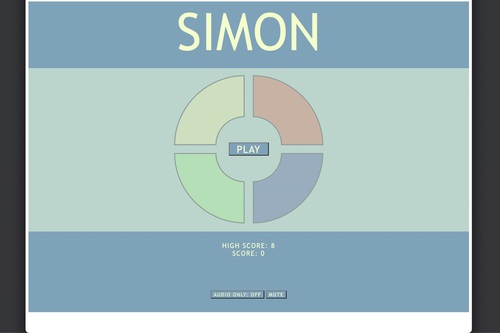 SIMON
PLAY
HIGH SCORE: 8
SCORE: 0
AUDIO ONLY: OFF MUTE